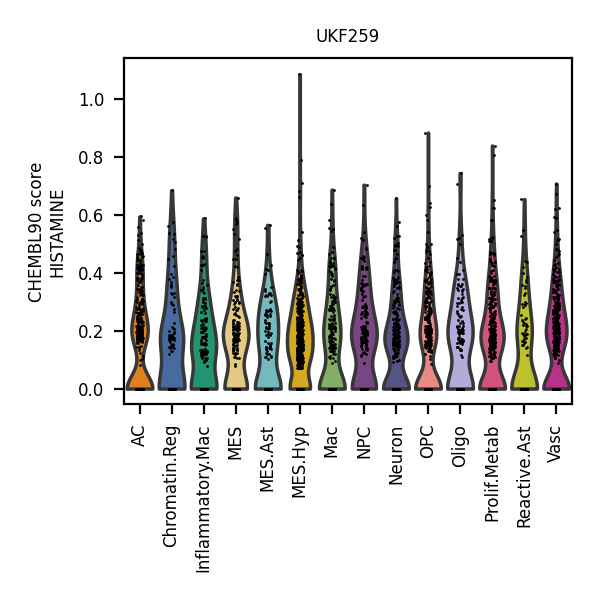 UKF259
CHEMBL90 score
HISTAMINE
1.0
0.8
0.6
0.4
0.2
0.0
AC
Chromatin.Reg
Inflammatory.Mac
MES
MES.Ast
MES.Hyp
Mac
NPC
Neuron
OPC
Oligo
Prolif.Metab
Reactive.Ast
Vasc